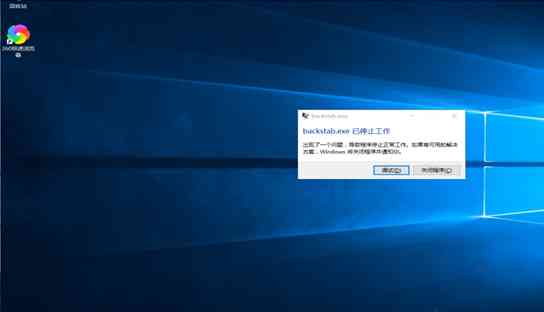 回收站
360极速浏览
器
backstab.exe
backstab.exe 已停止工作
出现了一个问题，导致程序停止正常工作。如果有可用的解决
方案，Windows 将关闭程序并通知你。
调试(D)
关闭程序(C)